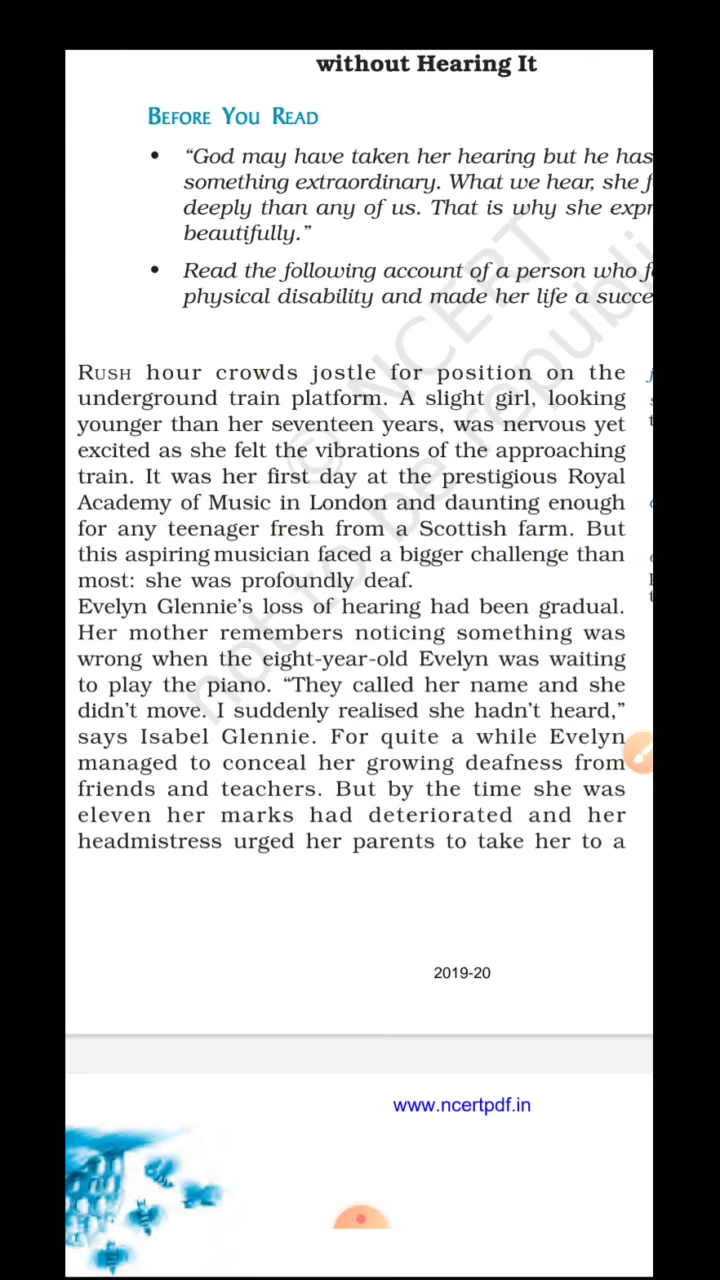 without Hearing It
BEFORE YOU READ
• “God may have taken her hearing but he has
something extraordinary. What we hear, she
deeply than any of us. That is why she
beautifully.”
• Read the following account of a person who
physical disability and made her life a
RUSH hour crowds jostle for position on the
underground train platform. A slight girl, looking
younger than her seventeen years, was nervous yet
excited as she felt the vibrations of the approaching
train. It was her first day at the prestigious Royal
Academy of Music in London and daunting enough
for any teenager fresh from a Scottish farm. But
this aspiring musician faced a bigger challenge than
most: she was profoundly deaf.
Evelyn Glennie’s loss of hearing had been gradual.
Her mother remembers noticing something was
wrong when the eight-year-old Evelyn was waiting
to play the piano. “They called her name and she
didn’t move. I suddenly realised she hadn’t heard,”
says Isabel Glennie. For quite a while Evelyn
managed to conceal her growing deafness from
friends and teachers. But by the time she was
eleven her marks had deteriorated and her
headmistress urged her parents to take her to a
© NCERT
not to be republi
2019-20
www.ncertpdf.in